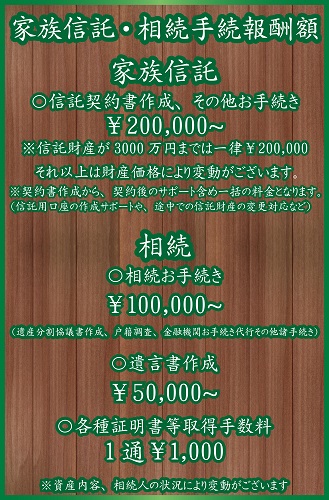 家族信託・相続手続報酬額
家族信託
○信託契約書作成、その他お手続き
￥200,000~
※信託財産が3000万円までは一律￥200,000
それ以上は財産価格により変動がございます。
※契約書作成から、契約後のサポート含め一括の料金となります。
（信託用口座の作成サポートや、途中での信託財産の変更対応など）
相続
○相続お手続き
￥100,000~
（遺産分割協議書作成、戸籍調査、金融機関お手続き代行その他諸手続き）
○遺言書作成
￥50,000~
○各種証明書等取得手数料
1通￥1,000
※資産内容、相続人の状況により変動がございます